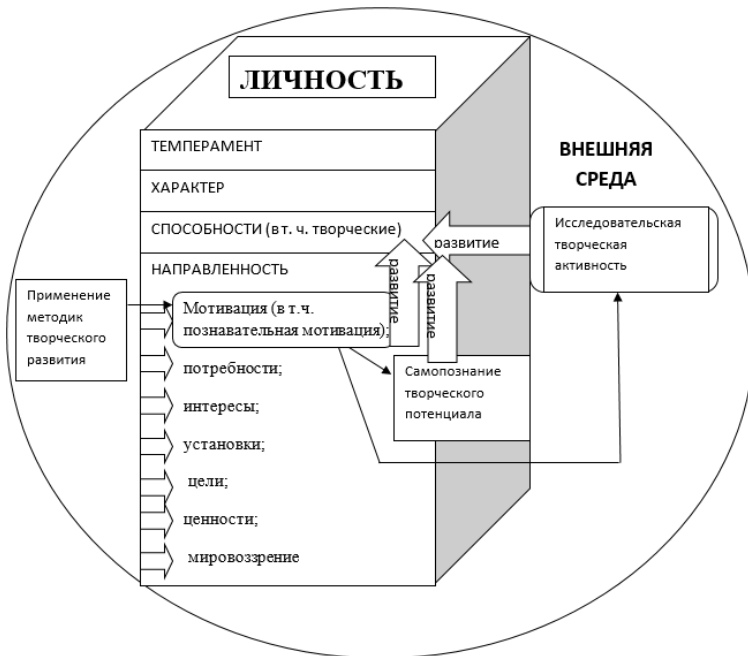 ЛИЧНОСТЬ
ТЕМПЕРАМЕНТ
ХАРАКТЕР
СПОСОБНОСТИ (в т. ч. творческие)
НАПРАВЛЕННОСТЬ
Мотивация (в т.ч.
познавательная мотивация);
потребности;
интересы;
установки;
цели;
ценности;
мировоззрение
Применение
методик
творческого
развития
развитие
развитие
развитие
Самопознание
творческого
потенциала
ВНЕШНЯЯ
СРЕДА
Исследовательская
творческая
активность